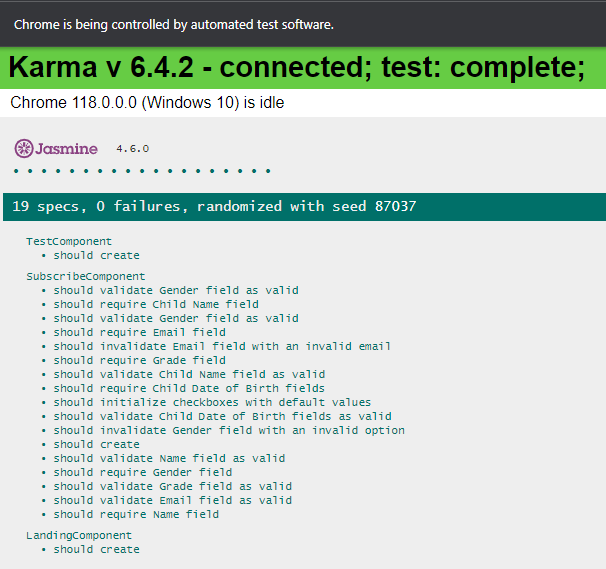 Chrome is being controlled by automated test software.
Karma v 6.4.2 - connected; test: complete;
Chrome 118.0.0.0 (Windows 10) is idle
Jasmine 4.6.0
• • • • • • • • • • • • • • • • • • •
19 specs, 0 failures, randomized with seed 87037
TestComponent
• should create
SubscribeComponent
• should validate Gender field as valid
• should require Child Name field
• should validate Gender field as valid
• should require Email field
• should invalidate Email field with an invalid email
• should require Grade field
• should validate Child Name field as valid
• should require Child Date of Birth fields
• should initialize checkboxes with default values
• should validate Child Date of Birth fields as valid
• should invalidate Gender field with an invalid option
• should create
• should validate Name field as valid
• should require Gender field
• should validate Grade field as valid
• should validate Email field as valid
• should require Name field
LandingComponent
• should create